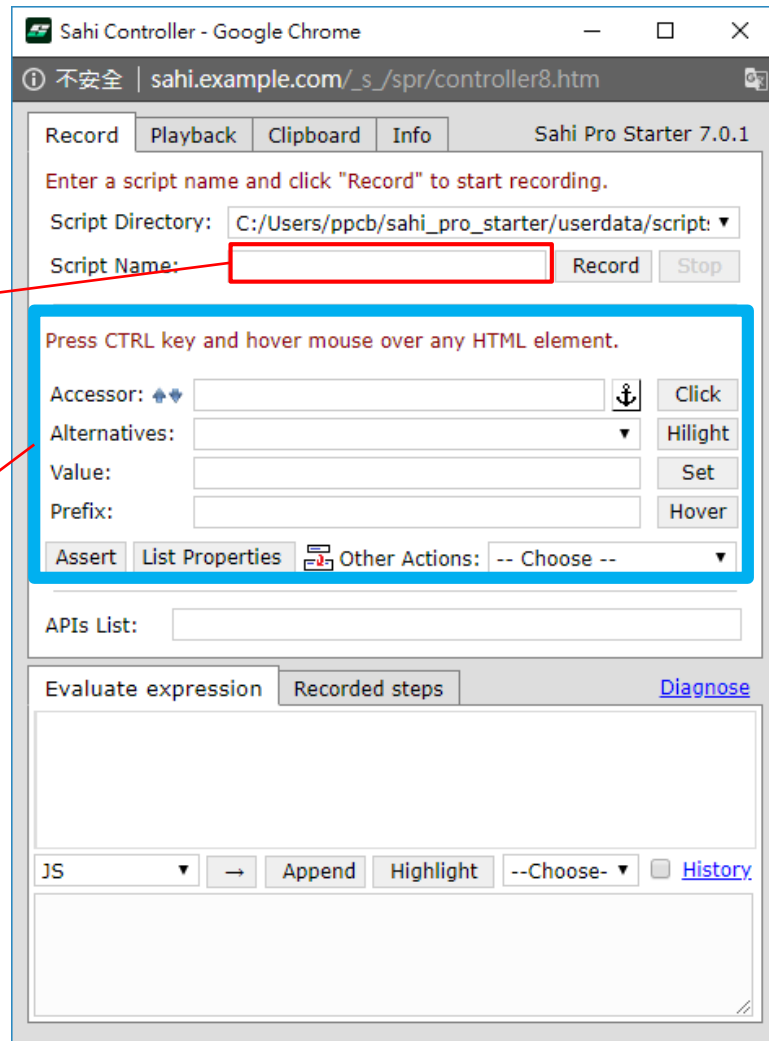 Sahi Controller - Google Chrome
不安全 | sahi.example.com/_s_/spr/controller8.htm
Record Playback Clipboard Info Sahi Pro Starter 7.0.1
Enter a script name and click "Record" to start recording.
Script Directory: C:/Users/ppcb/sahi_pro_starter/userdata/scripts
Script Name: Record Stop
Press CTRL key and hover mouse over any HTML element.
Accessor: Click
Alternatives: Hilight
Value: Set
Prefix: Hover
Assert List Properties Other Actions: -- Choose --
APIs List:
Evaluate expression Recorded steps Diagnose
JS → Append Highlight --Choose- History